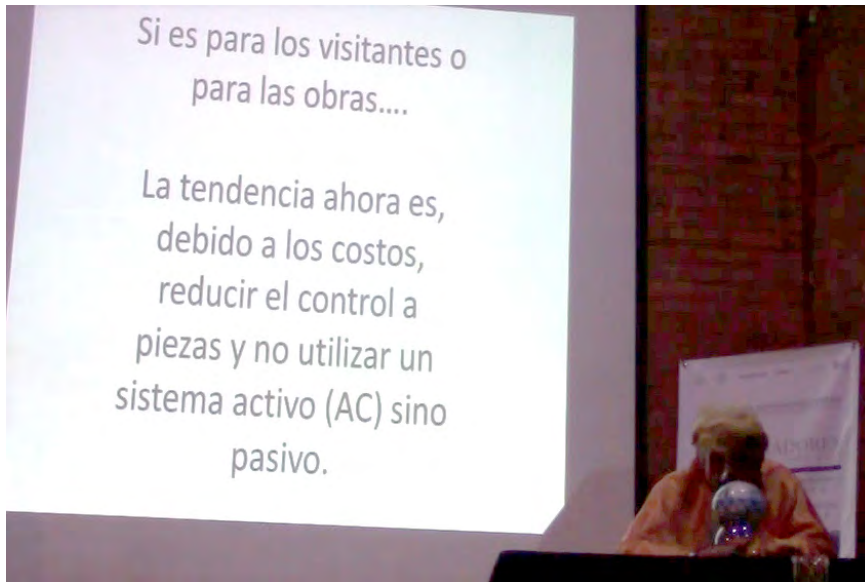 Si es para los visitantes o
para las obras....
La tendencia ahora es,
debido a los costos,
reducir el control a
piezas y no utilizar un
sistema activo (AC) sino
pasivo.